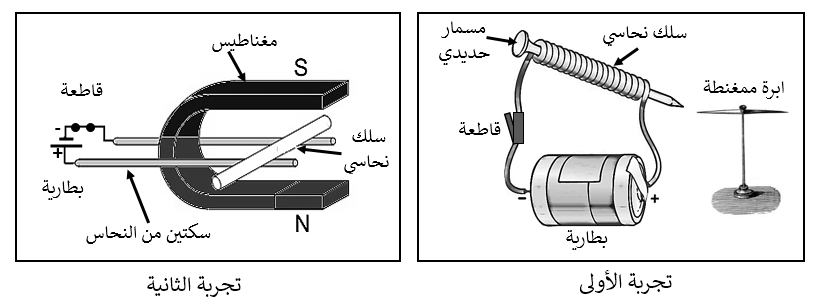 مسمار
حديدي
سلك نحاسي
ابرة ممغنطة
قاطعة
-
+
بطارية
تجربة الأولى
مغناطيس
S
قاطعة
-
+
سلك
نحاسي
بطارية
سكتين من النحاس
N
تجربة الثانية